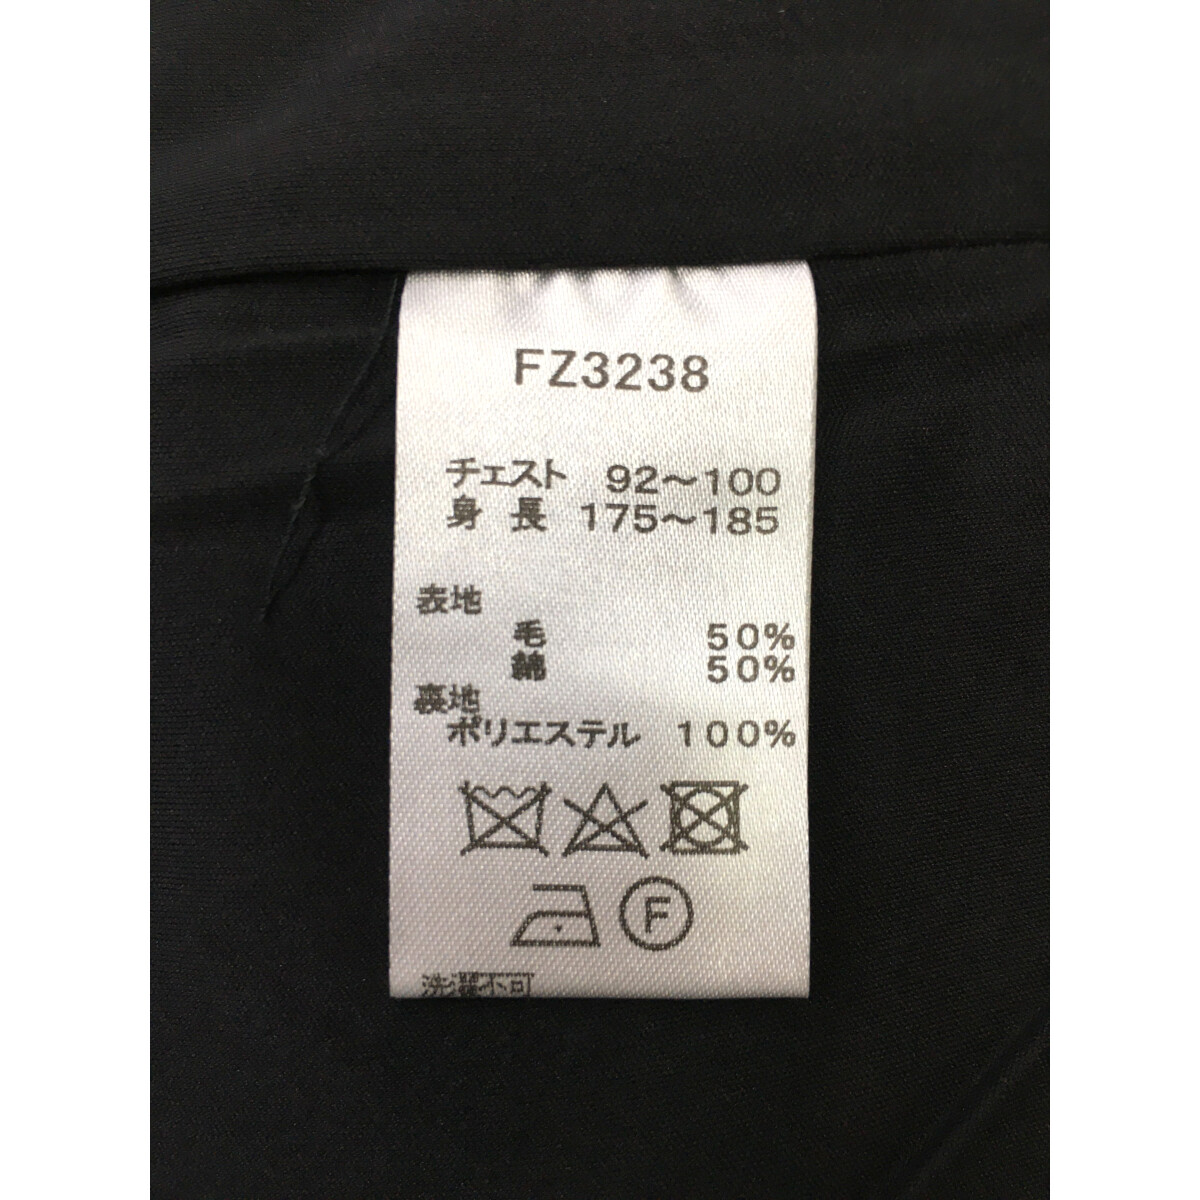 FZ3238
チェスト 92～100
身 長 175～185
表地
毛 50%
綿 50%
裏地
ポリエステル 100%
F
洗濯不可